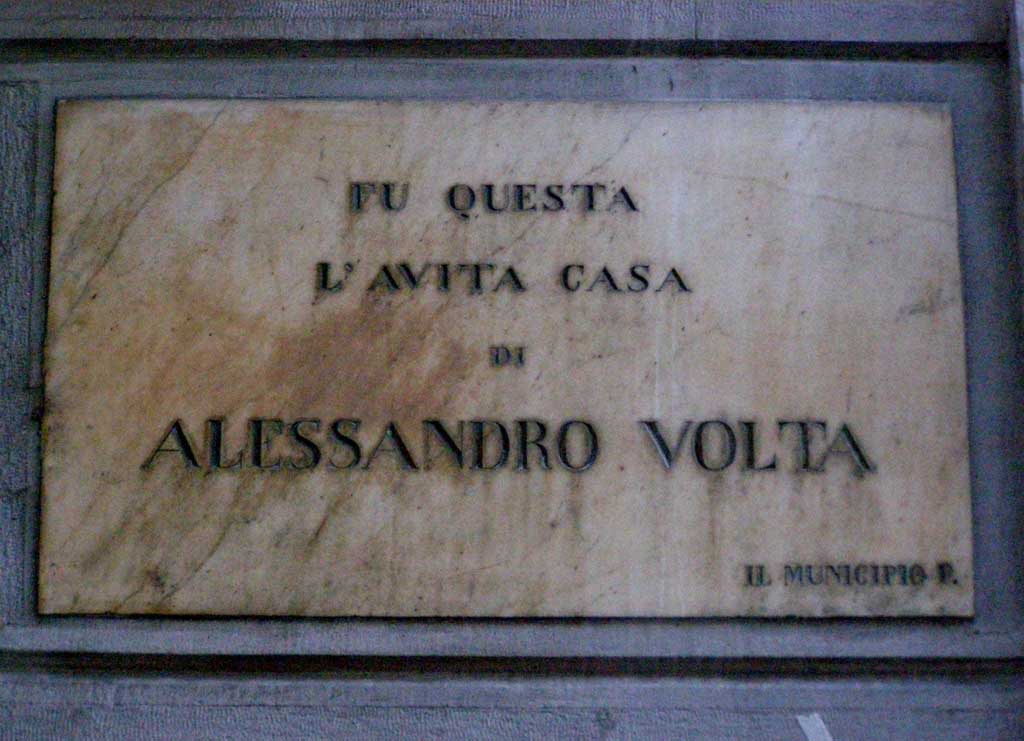 FU QUESTA
L'AVITA CASA
DI
ALESSANDRO VOLTA
IL MUNICIPIO P.